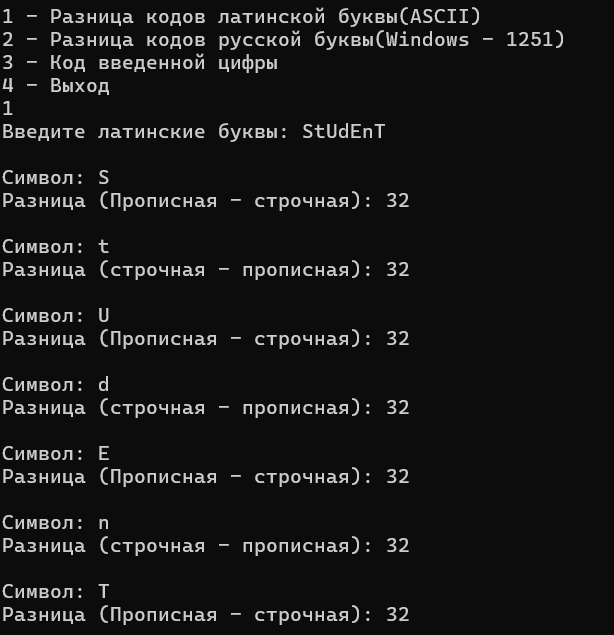 1 – Разница кодов латинской буквы(ASCII)
2 – Разница кодов русской буквы(Windows – 1251)
3 – Код введенной цифры
4 – Выход
1
Введите латинские буквы: StUdEnT
Символ: S
Разница (Прописная – строчная): 32
Символ: t
Разница (строчная – прописная): 32
Символ: U
Разница (Прописная – строчная): 32
Символ: d
Разница (строчная – прописная): 32
Символ: E
Разница (Прописная – строчная): 32
Символ: n
Разница (строчная – прописная): 32
Символ: T
Разница (Прописная – строчная): 32